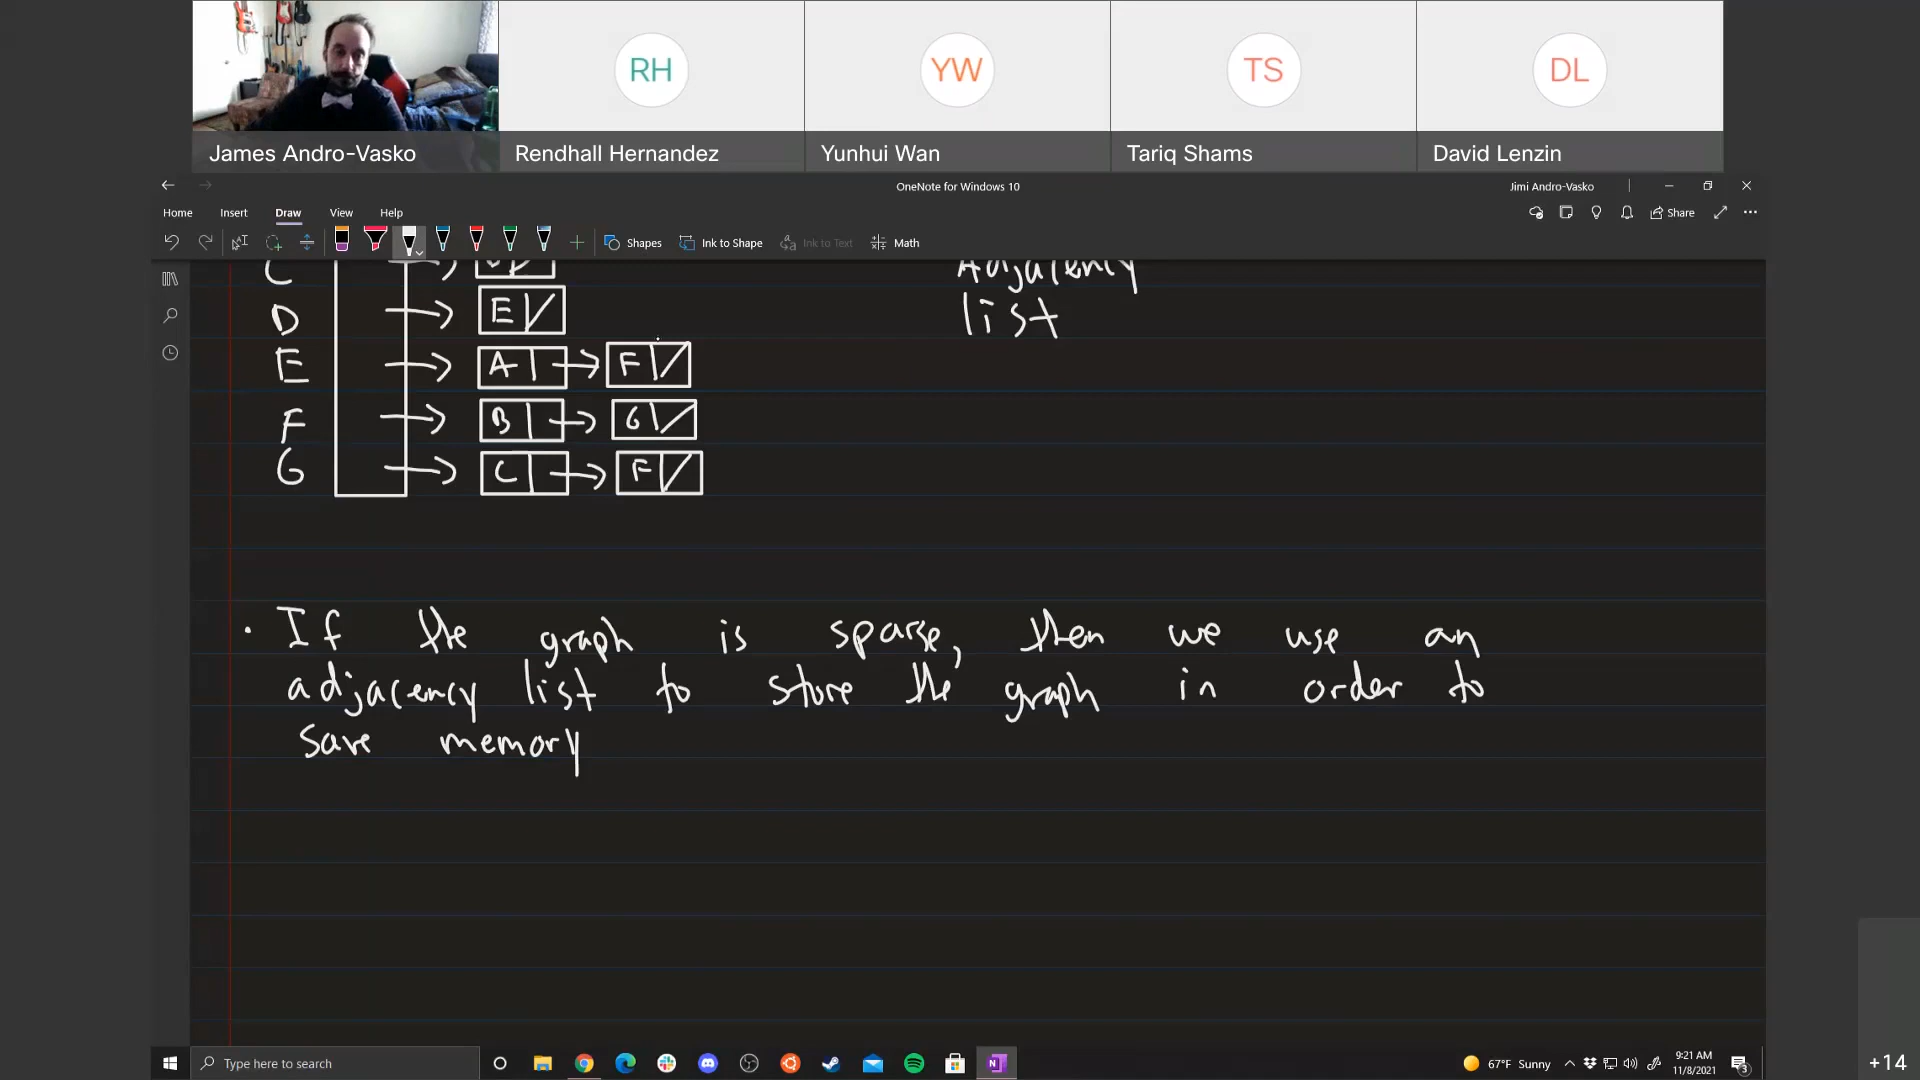 RH
YW
TS
DL
James Andro-Vasko
Rendhall Hernandez
Yunhui Wan
Tariq Shams
David Lenzin
OneNote for Windows 10
Jimi Andro-Vasko
Home Insert Draw View Help
Share
Shapes
Ink to Shape
Ink to Text
Math
C
Adjacency
D E
list
E A F
F B G
G C F
· If the graph is sparse, then we use an
adjacency list to store the graph in order to
save memory
Type here to search
67°F Sunny
9:21 AM
11/8/2021
3
+14